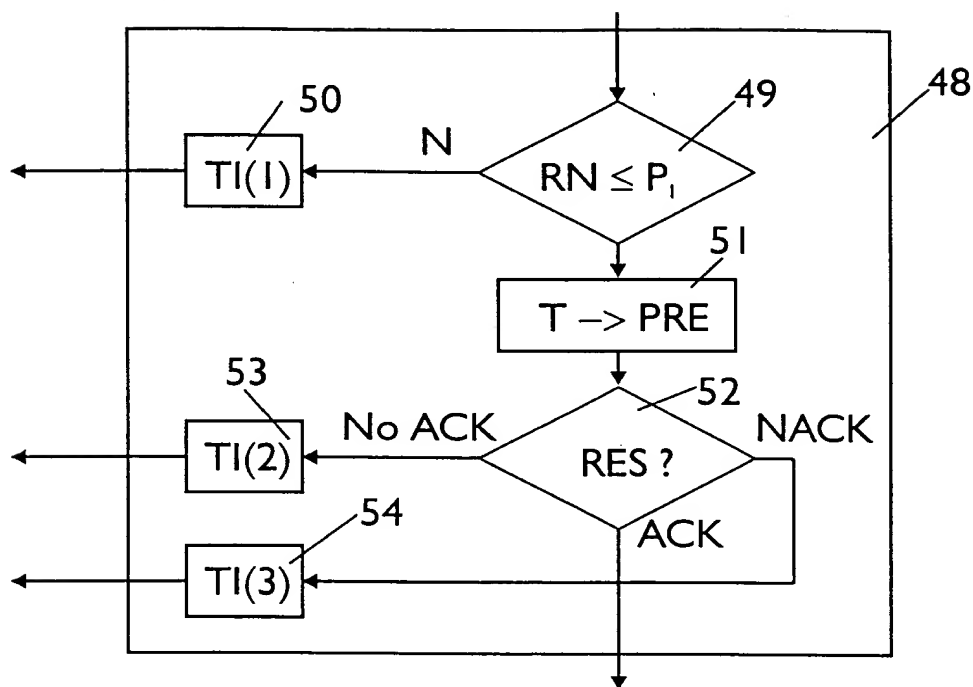 50
49
48
N
TI(1)
RN ≤ P₁
51
T –> PRE
53
52
No ACK
NACK
TI(2)
RES ?
54
ACK
TI(3)